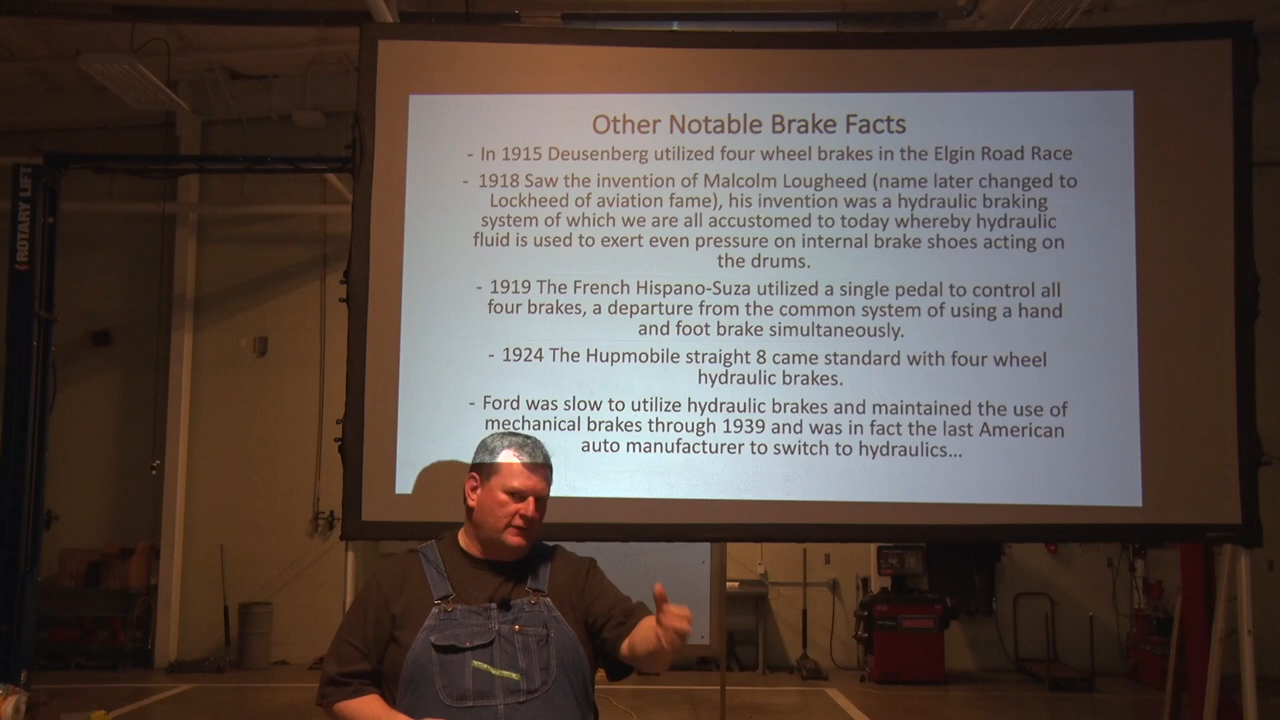 Other Notable Brake Facts
- In 1915 Deusenberg utilized four wheel brakes in the Elgin Road Race
- 1918 Saw the invention of Malcolm Lougheed (name later changed to
Lockheed of aviation fame), his invention was a hydraulic braking
system of which we are all accustomed to today whereby hydraulic
fluid is used to exert even pressure on internal brake shoes acting on
the drums.
- 1919 The French Hispano-Suza utilized a single pedal to control all
four brakes, a departure from the common system of using a hand
and foot brake simultaneously.
- 1924 The Hupmobile straight 8 came standard with four wheel
hydraulic brakes.
- Ford was slow to utilize hydraulic brakes and maintained the use of
mechanical brakes through 1939 and was in fact the last American
auto manufacturer to switch to hydraulics...
ROTARY LIFT